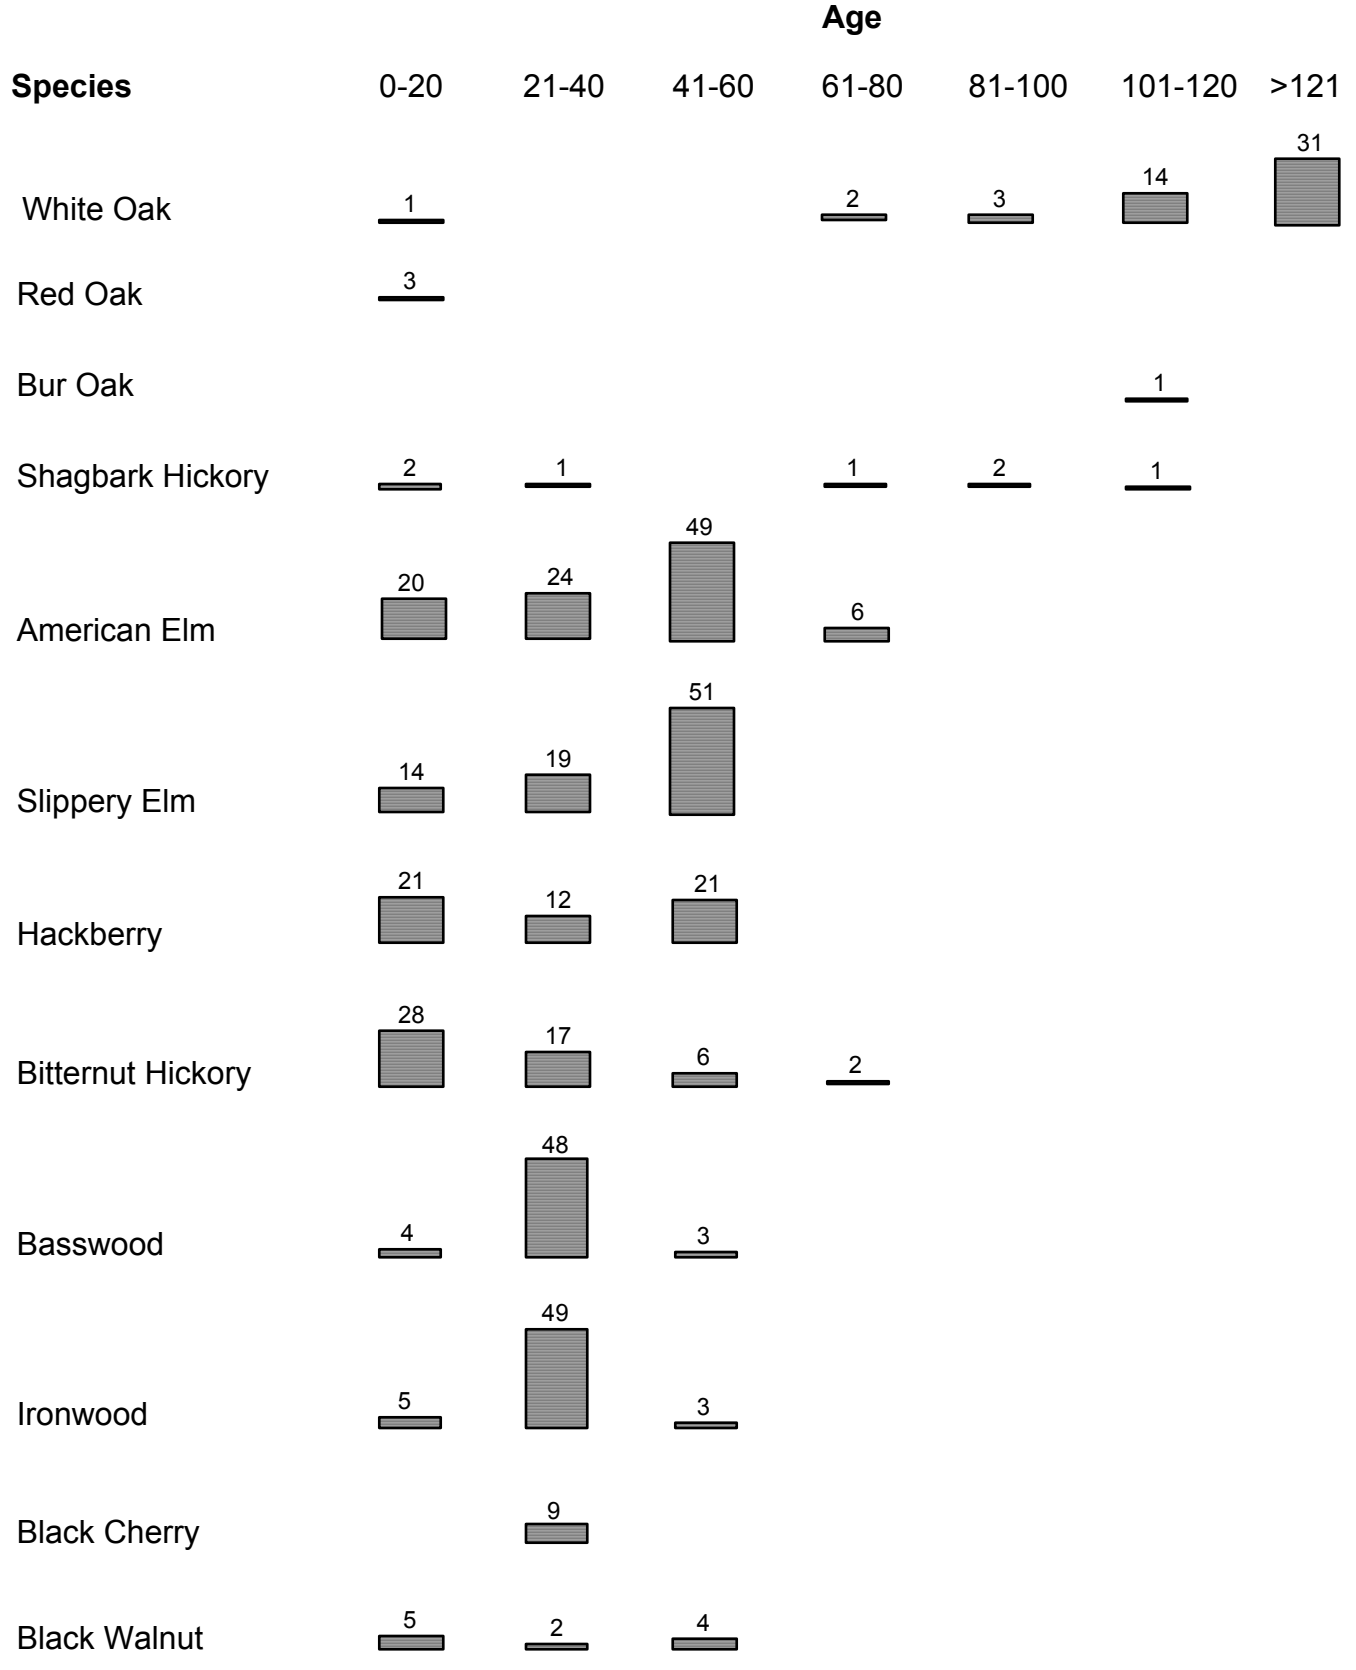 Age
Species 0-20 21-40 41-60 61-80 81-100 101-120 >121
White Oak 1 2 3 14 31
Red Oak 3
Bur Oak 1
Shagbark Hickory 2 1 1 2 1
American Elm 20 24 49 6
Slippery Elm 14 19 51
Hackberry 21 12 21
Bitternut Hickory 28 17 6 2
Basswood 4 48 3
Ironwood 5 49 3
Black Cherry 9
Black Walnut 5 2 4